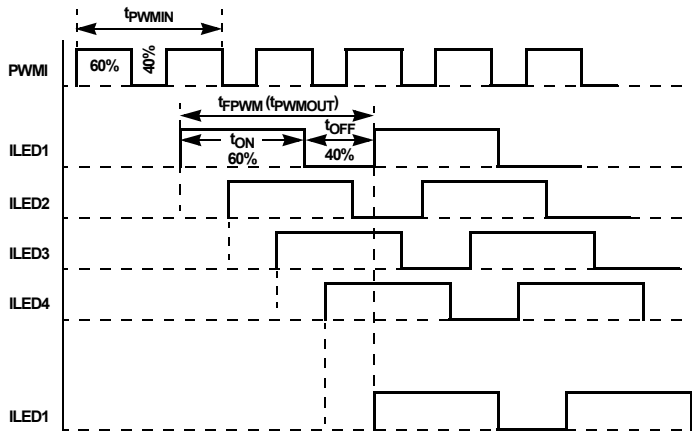 tPWMIN
PWMI
60%
40%
tFPWM (tPWMOUT)
ILED1
tON
60%
tOFF
40%
ILED2
ILED3
ILED4
ILED1